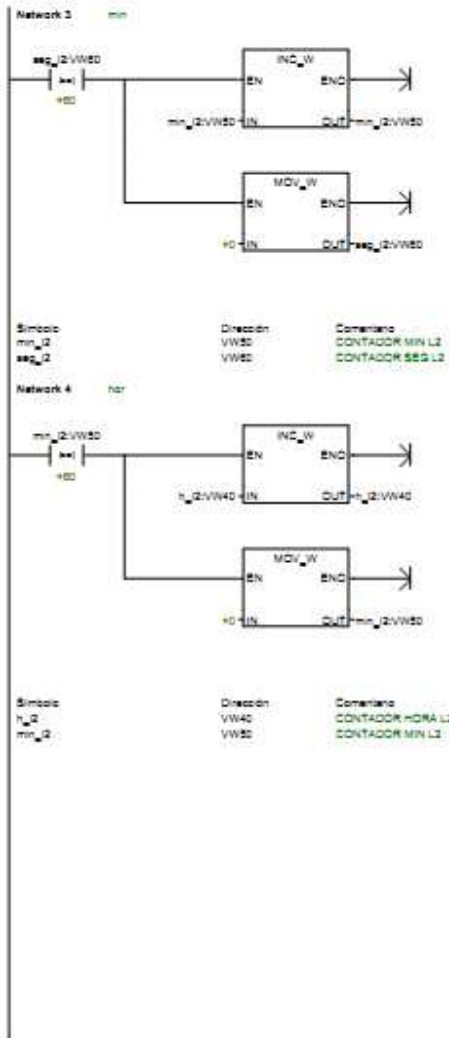 Network 3 min
seg_l2:VW60
>=I
+60
INC_W
EN ENO
min_l2:VW50 IN OUT min_l2:VW50
MOV_W
EN ENO
+0 IN OUT seg_l2:VW60
Símbolo Dirección Comentario
min_l2 VW50 CONTADOR MIN L2
seg_l2 VW60 CONTADOR SEG L2
Network 4 hor
min_l2:VW50
>=I
+60
INC_W
EN ENO
h_l2:VW40 IN OUT h_l2:VW40
MOV_W
EN ENO
+0 IN OUT min_l2:VW50
Símbolo Dirección Comentario
h_l2 VW40 CONTADOR HORA L2
min_l2 VW50 CONTADOR MIN L2